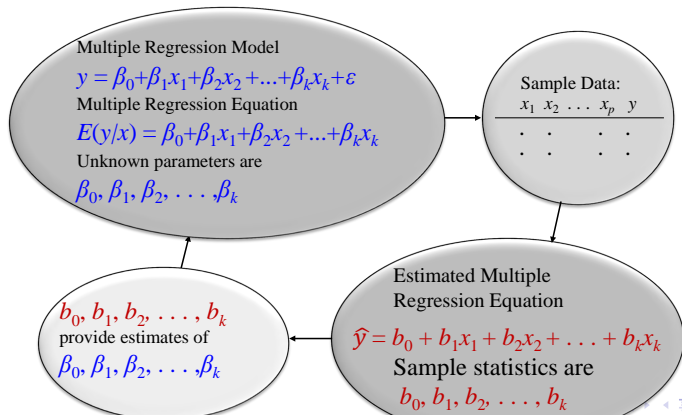 Multiple Regression Model
y = β₀+β₁x₁+β₂x₂ +...+βₖxₖ+ε
Multiple Regression Equation
E(y/x) = β₀+β₁x₁+β₂x₂ +...+βₖxₖ
Unknown parameters are
β₀, β₁, β₂, . . . ,βₖ
Sample Data:
x₁ x₂ . . . xₚ y
. . . .
. . . .
Estimated Multiple
Regression Equation
ŷ = b₀ + b₁x₁ + b₂x₂ + . . . + bₖxₖ
Sample statistics are
b₀, b₁, b₂, . . . , bₖ
b₀, b₁, b₂, . . . , bₖ
provide estimates of
β₀, β₁, β₂, . . . ,βₖ